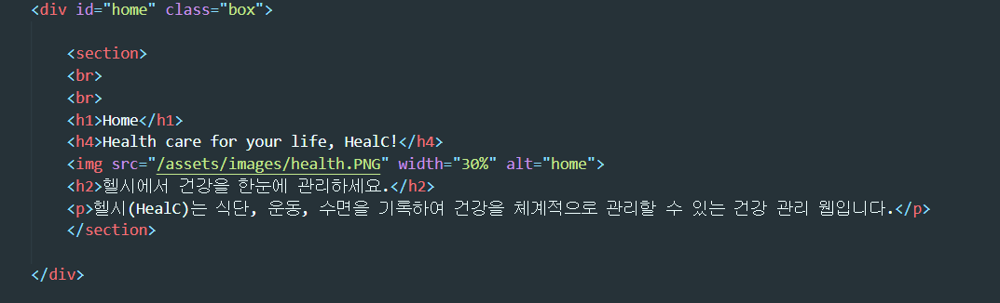 <div id="home" class="box">
<section>
<br>
<br>
<h1>Home</h1>
<h4>Health care for your life, HealC!</h4>
<img src="/assets/images/health.PNG" width="30%" alt="home">
<h2>헬시에서 건강을 한눈에 관리하세요.</h2>
<p>헬시(HealC)는 식단, 운동, 수면을 기록하여 건강을 체계적으로 관리할 수 있는 건강 관리 웹입니다.</p>
</section>
</div>